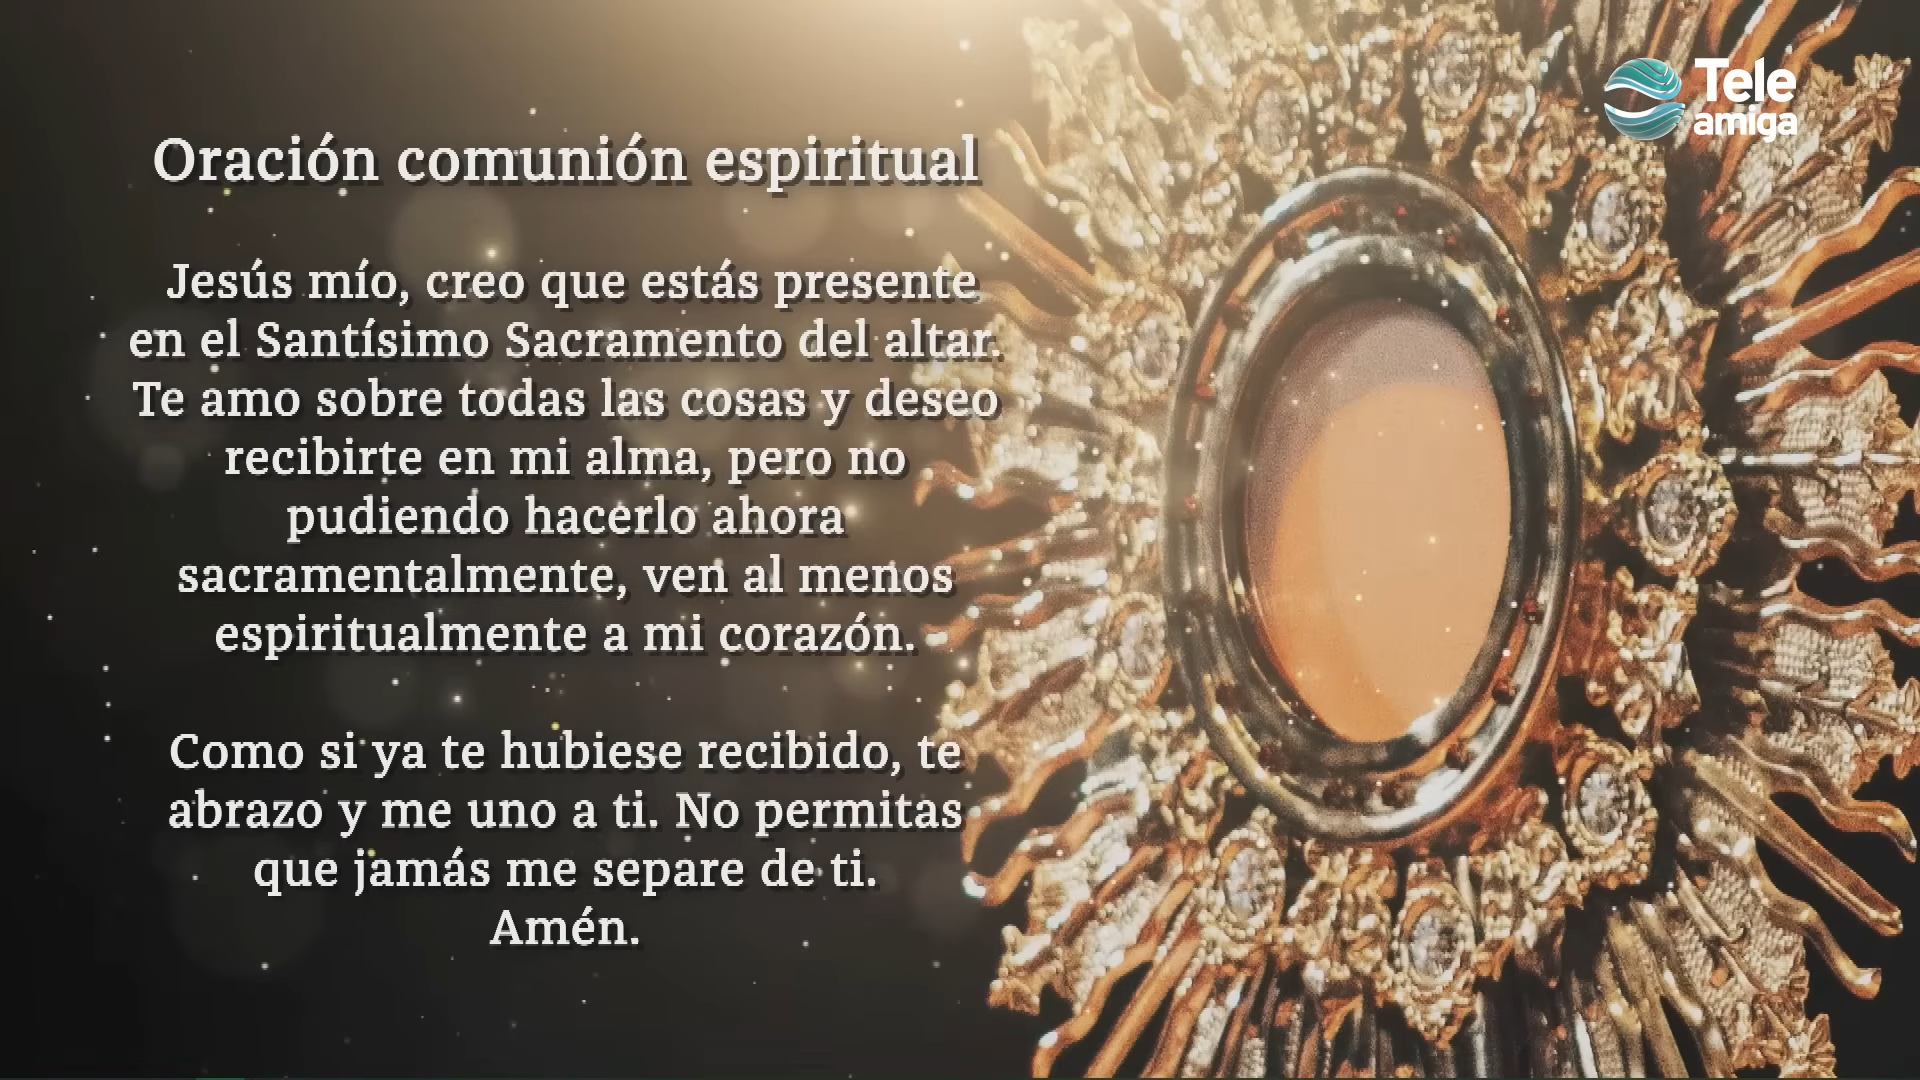 Tele
amiga
Oración comunión espiritual
Jesús mío, creo que estás presente
en el Santísimo Sacramento del altar.
Te amo sobre todas las cosas y deseo
recibirte en mi alma, pero no
pudiendo hacerlo ahora
sacramentalmente, ven al menos
espiritualmente a mi corazón.
Como si ya te hubiese recibido, te
abrazo y me uno a ti. No permitas
que jamás me separe de ti.
Amén.